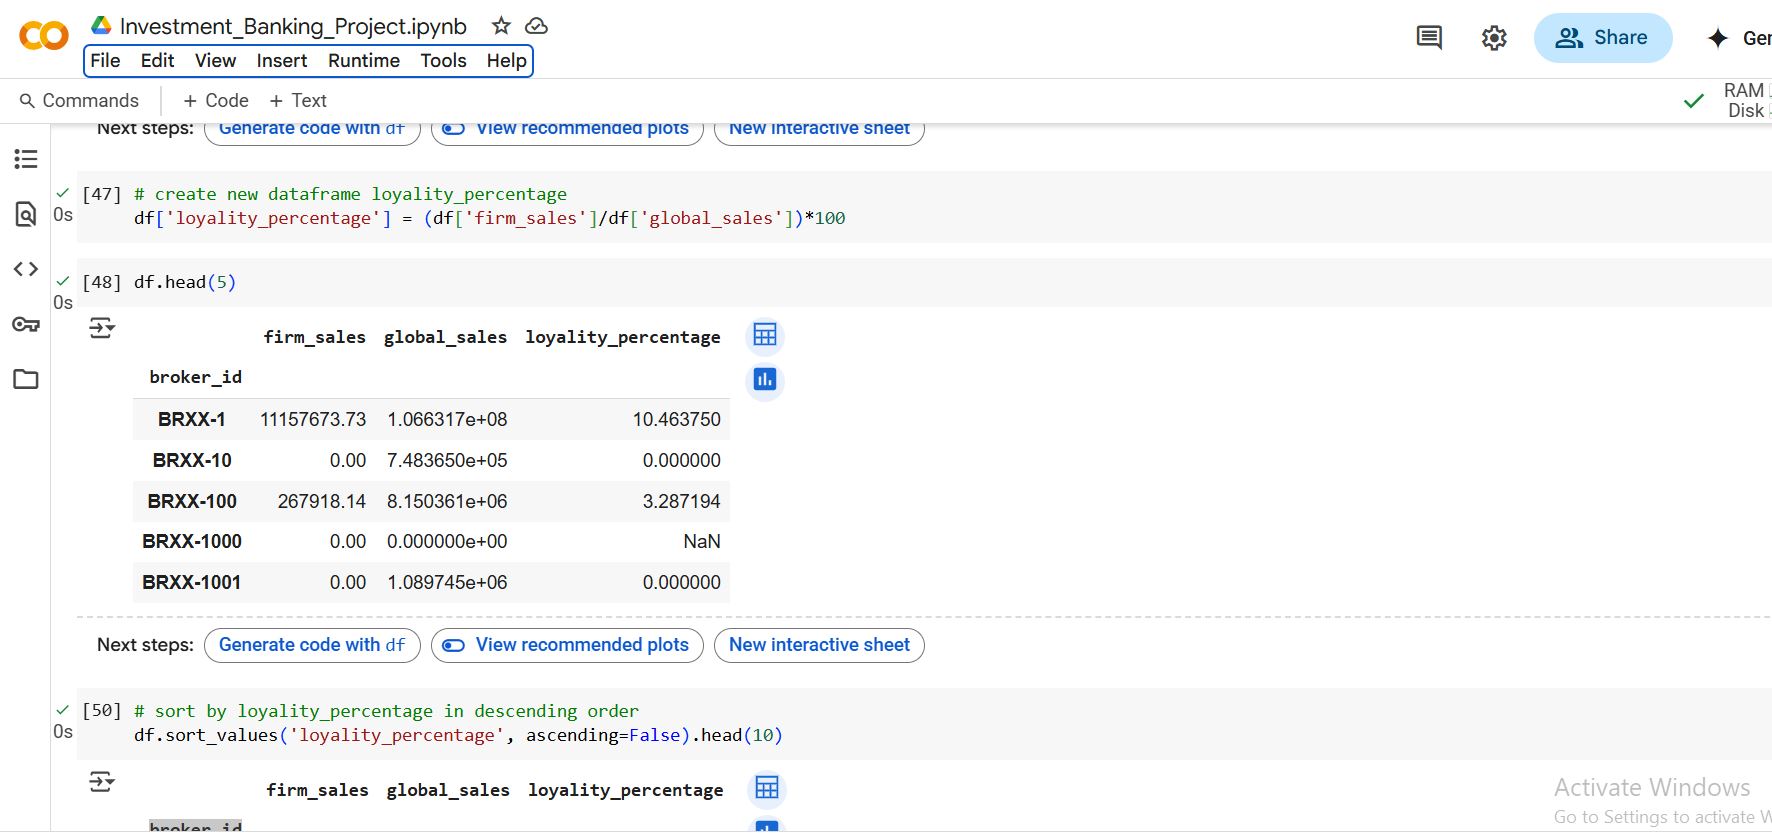 CO Investment_Banking_Project.ipynb
File Edit View Insert Runtime Tools Help
Share
Commands + Code + Text
RAM
Disk
Next steps: Generate code with df View recommended plots New interactive sheet
[47] # create new dataframe loyality_percentage
0s df['loyality_percentage'] = (df['firm_sales']/df['global_sales'])*100
[48] df.head(5)
0s
firm_sales global_sales loyality_percentage
broker_id
BRXX-1 11157673.73 1.066317e+08 10.463750
BRXX-10 0.00 7.483650e+05 0.000000
BRXX-100 267918.14 8.150361e+06 3.287194
BRXX-1000 0.00 0.000000e+00 NaN
BRXX-1001 0.00 1.089745e+06 0.000000
Next steps: Generate code with df View recommended plots New interactive sheet
[50] # sort by loyality_percentage in descending order
0s df.sort_values('loyality_percentage', ascending=False).head(10)
firm_sales global_sales loyality_percentage
broker_id
Activate Windows
Go to Settings to activate